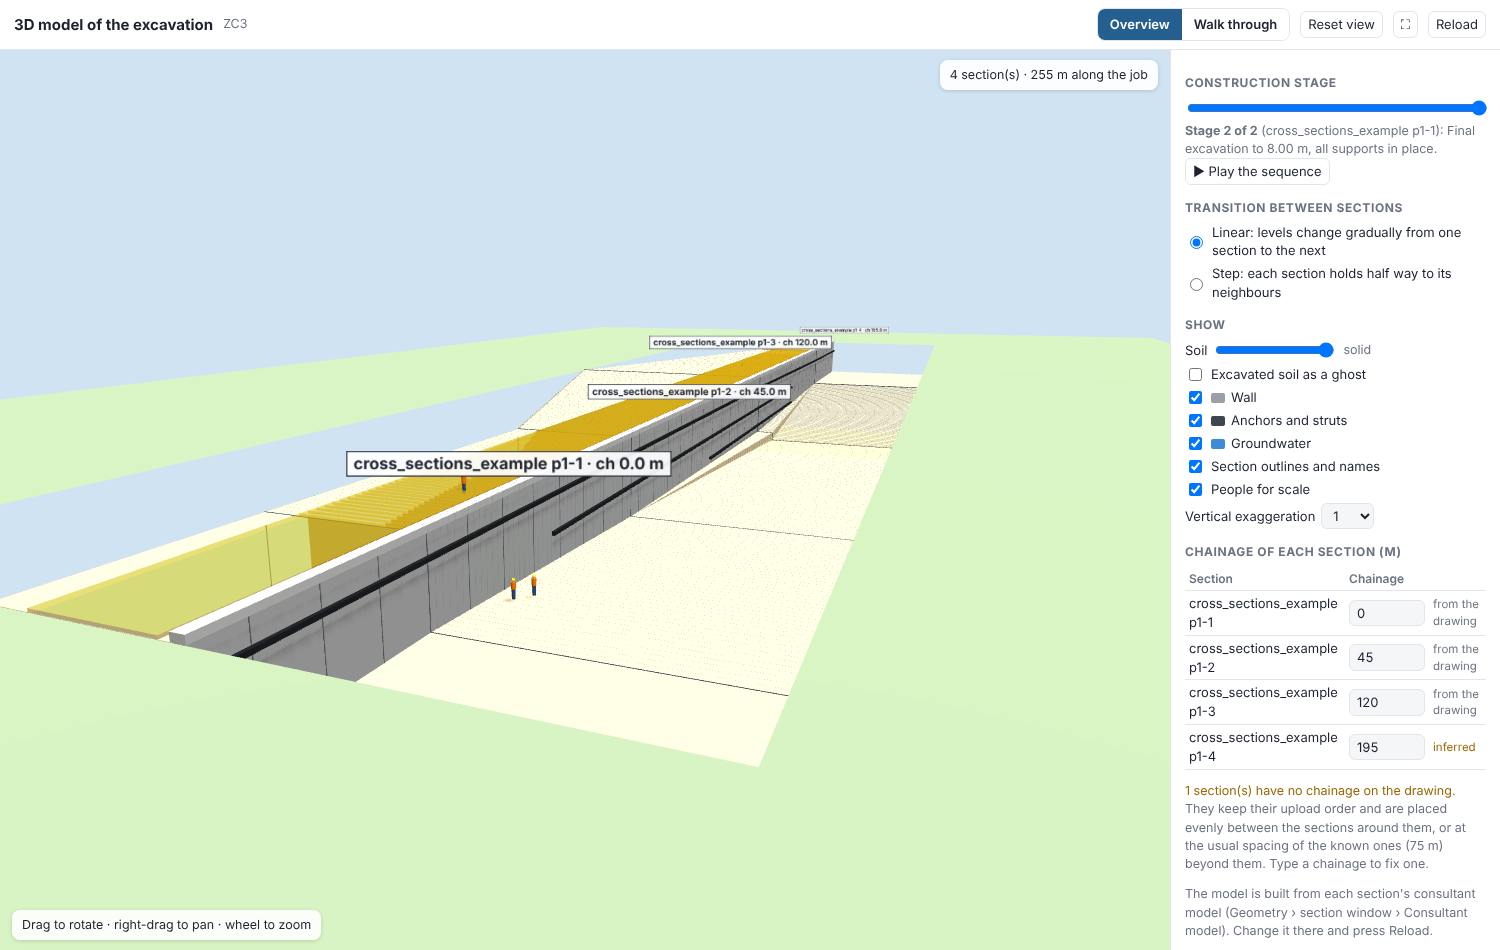 3D model of the excavation ZC3
Overview
Walk through
Reset view
Reload
4 section(s) · 255 m along the job
cross_sections_example p1-4 · ch 195.0 m
cross_sections_example p1-3 · ch 120.0 m
cross_sections_example p1-2 · ch 45.0 m
cross_sections_example p1-1 · ch 0.0 m
Drag to rotate · right-drag to pan · wheel to zoom
CONSTRUCTION STAGE
Stage 2 of 2 (cross_sections_example p1-1): Final
excavation to 8.00 m, all supports in place.
▶ Play the sequence
TRANSITION BETWEEN SECTIONS
Linear: levels change gradually from one
section to the next
Step: each section holds half way to its
neighbours
SHOW
Soil solid
Excavated soil as a ghost
Wall
Anchors and struts
Groundwater
Section outlines and names
People for scale
Vertical exaggeration 1
CHAINAGE OF EACH SECTION (M)
Section Chainage
cross_sections_example
p1-1
0
from the
drawing
cross_sections_example
p1-2
45
from the
drawing
cross_sections_example
p1-3
120
from the
drawing
cross_sections_example
p1-4
195
inferred
1 section(s) have no chainage on the drawing.
They keep their upload order and are placed
evenly between the sections around them, or at
the usual spacing of the known ones (75 m)
beyond them. Type a chainage to fix one.
The model is built from each section's consultant
model (Geometry › section window › Consultant
model). Change it there and press Reload.